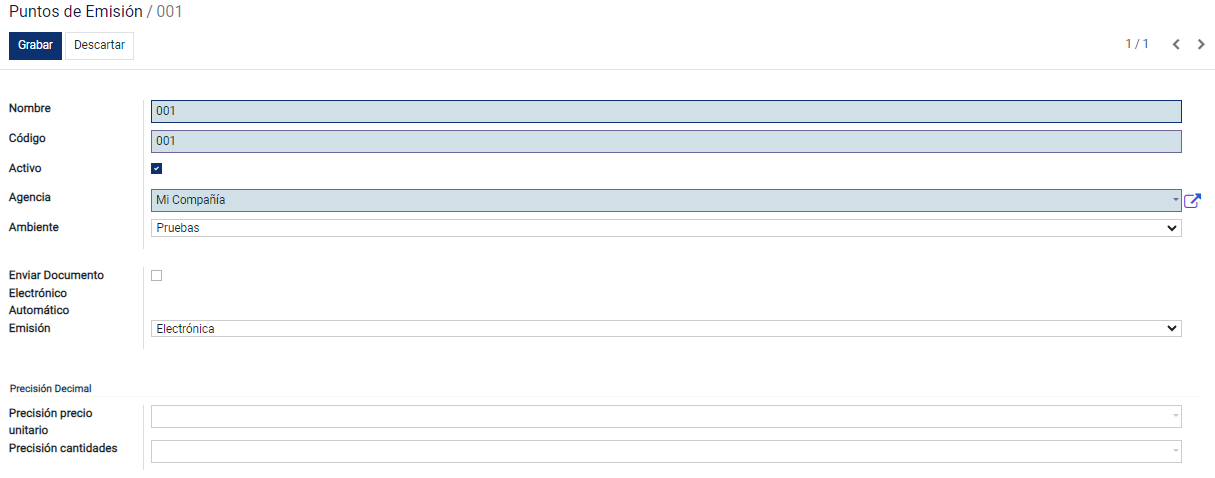 Puntos de Emisión / 001
Grabar Descartar 1 / 1
Nombre 001
Código 001
Activo
Agencia Mi Compañía
Ambiente Pruebas
Enviar Documento
Electrónico
Automático
Emisión Electrónica
Precisión Decimal
Precisión precio
unitario
Precisión cantidades